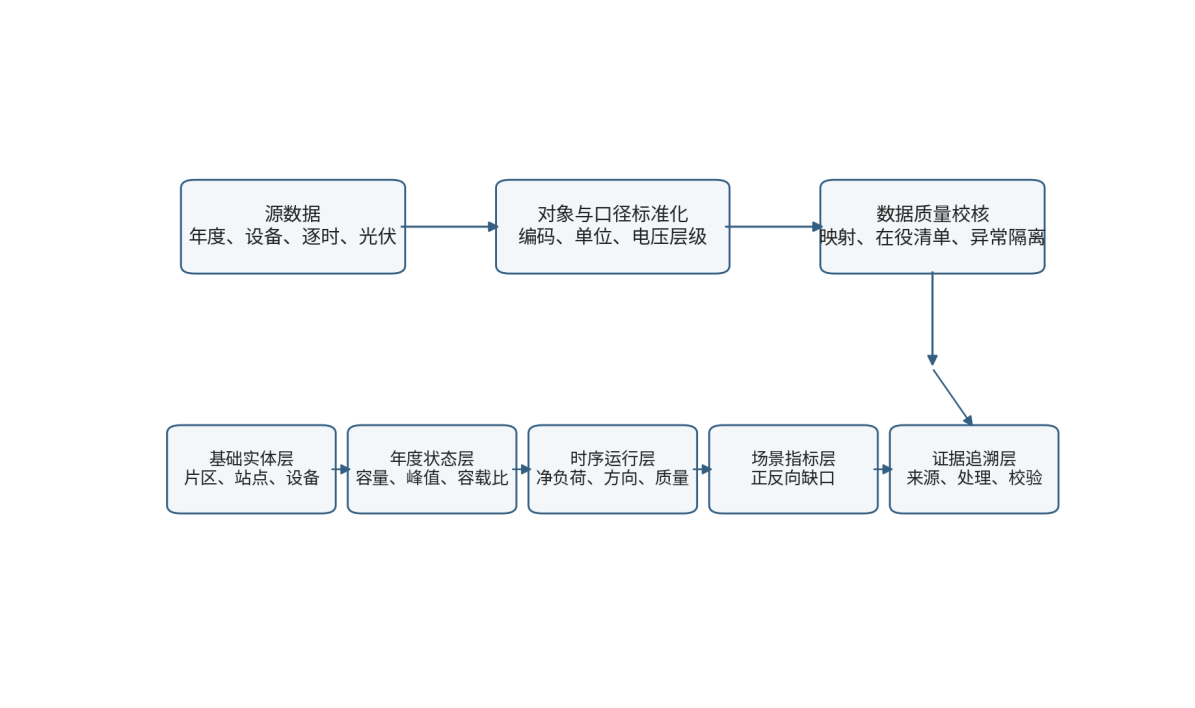 源数据
年度、设备、逐时、光伏
对象与口径标准化
编码、单位、电压层级
数据质量校核
映射、在役清单、异常隔离
基础实体层
片区、站点、设备
年度状态层
容量、峰值、容载比
时序运行层
净负荷、方向、质量
场景指标层
正反向缺口
证据追溯层
来源、处理、校验